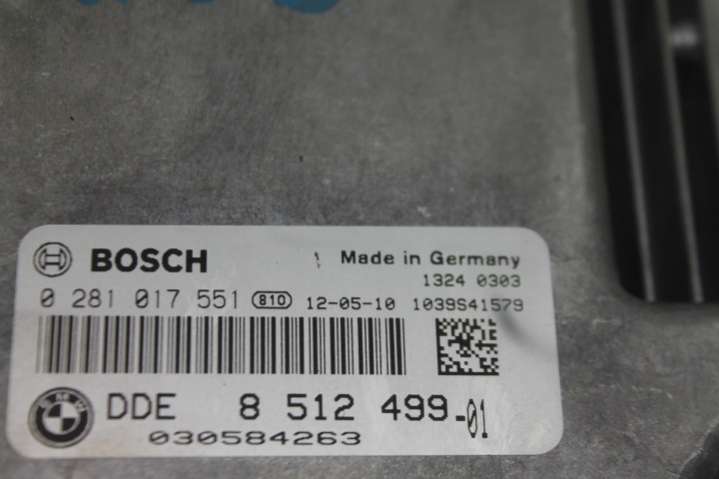 BOSCH
Made in Germany
1324 0303
0 281 017 551 810 12-05-10 1039S41579
DDE 8 512 499-01
030584263